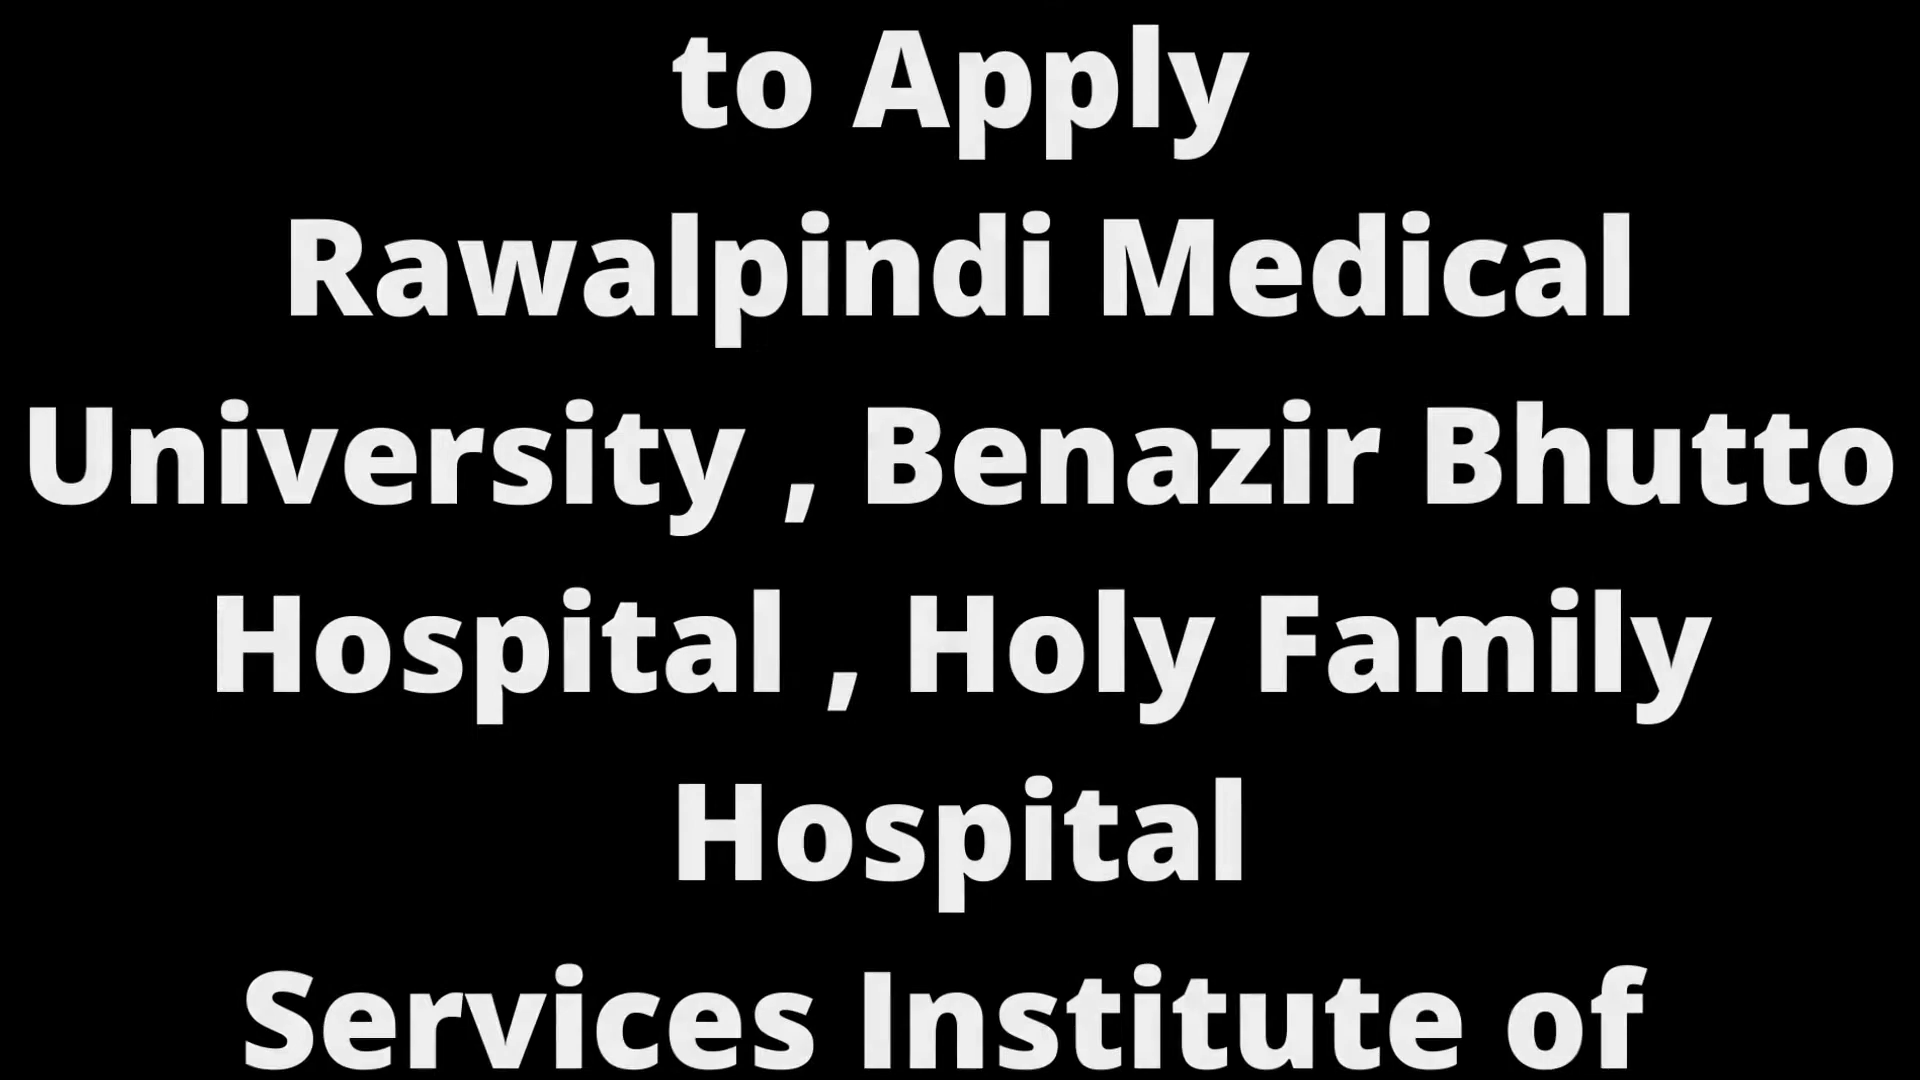 to Apply
Rawalpindi Medical
University , Benazir Bhutto
Hospital , Holy Family
Hospital
Services Institute of